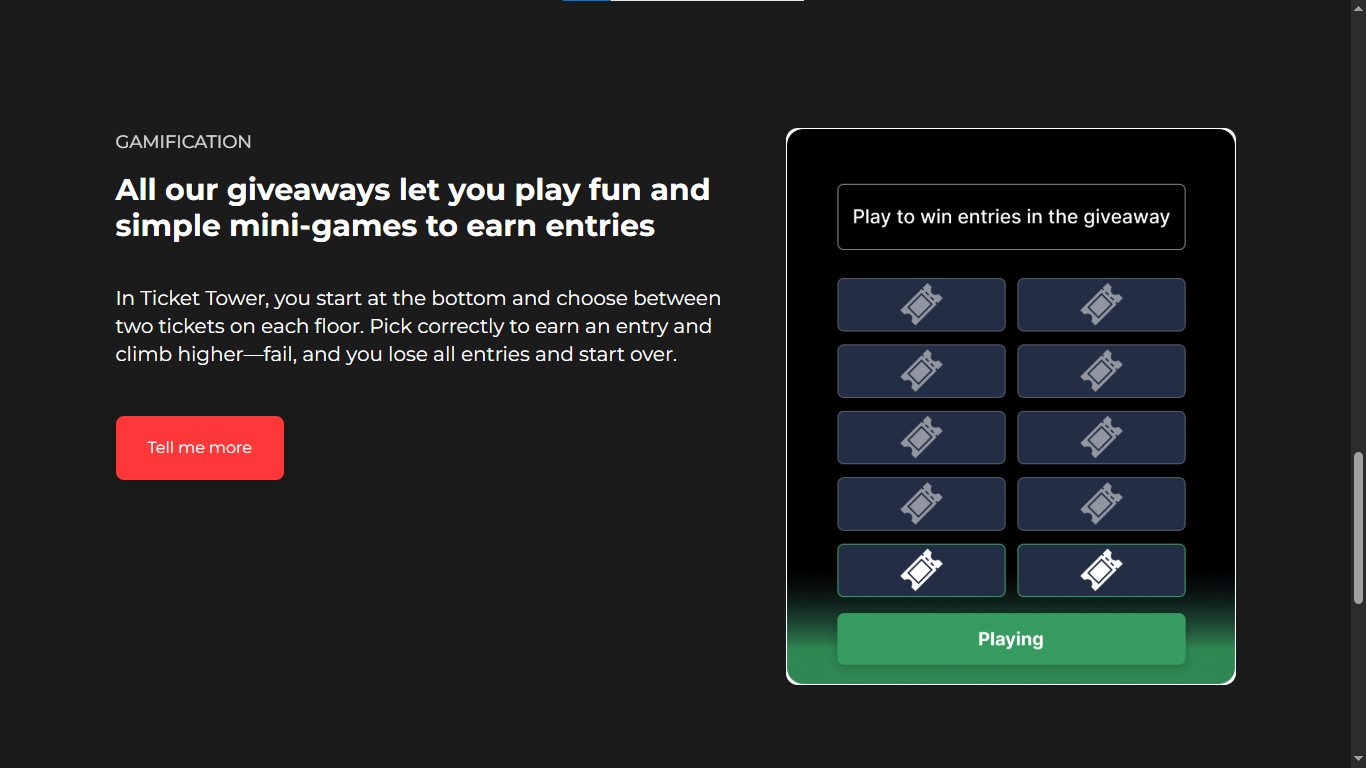 GAMIFICATION
All our giveaways let you play fun and
simple mini-games to earn entries
In Ticket Tower, you start at the bottom and choose between
two tickets on each floor. Pick correctly to earn an entry and
climb higher—fail, and you lose all entries and start over.
Tell me more
Play to win entries in the giveaway
Playing